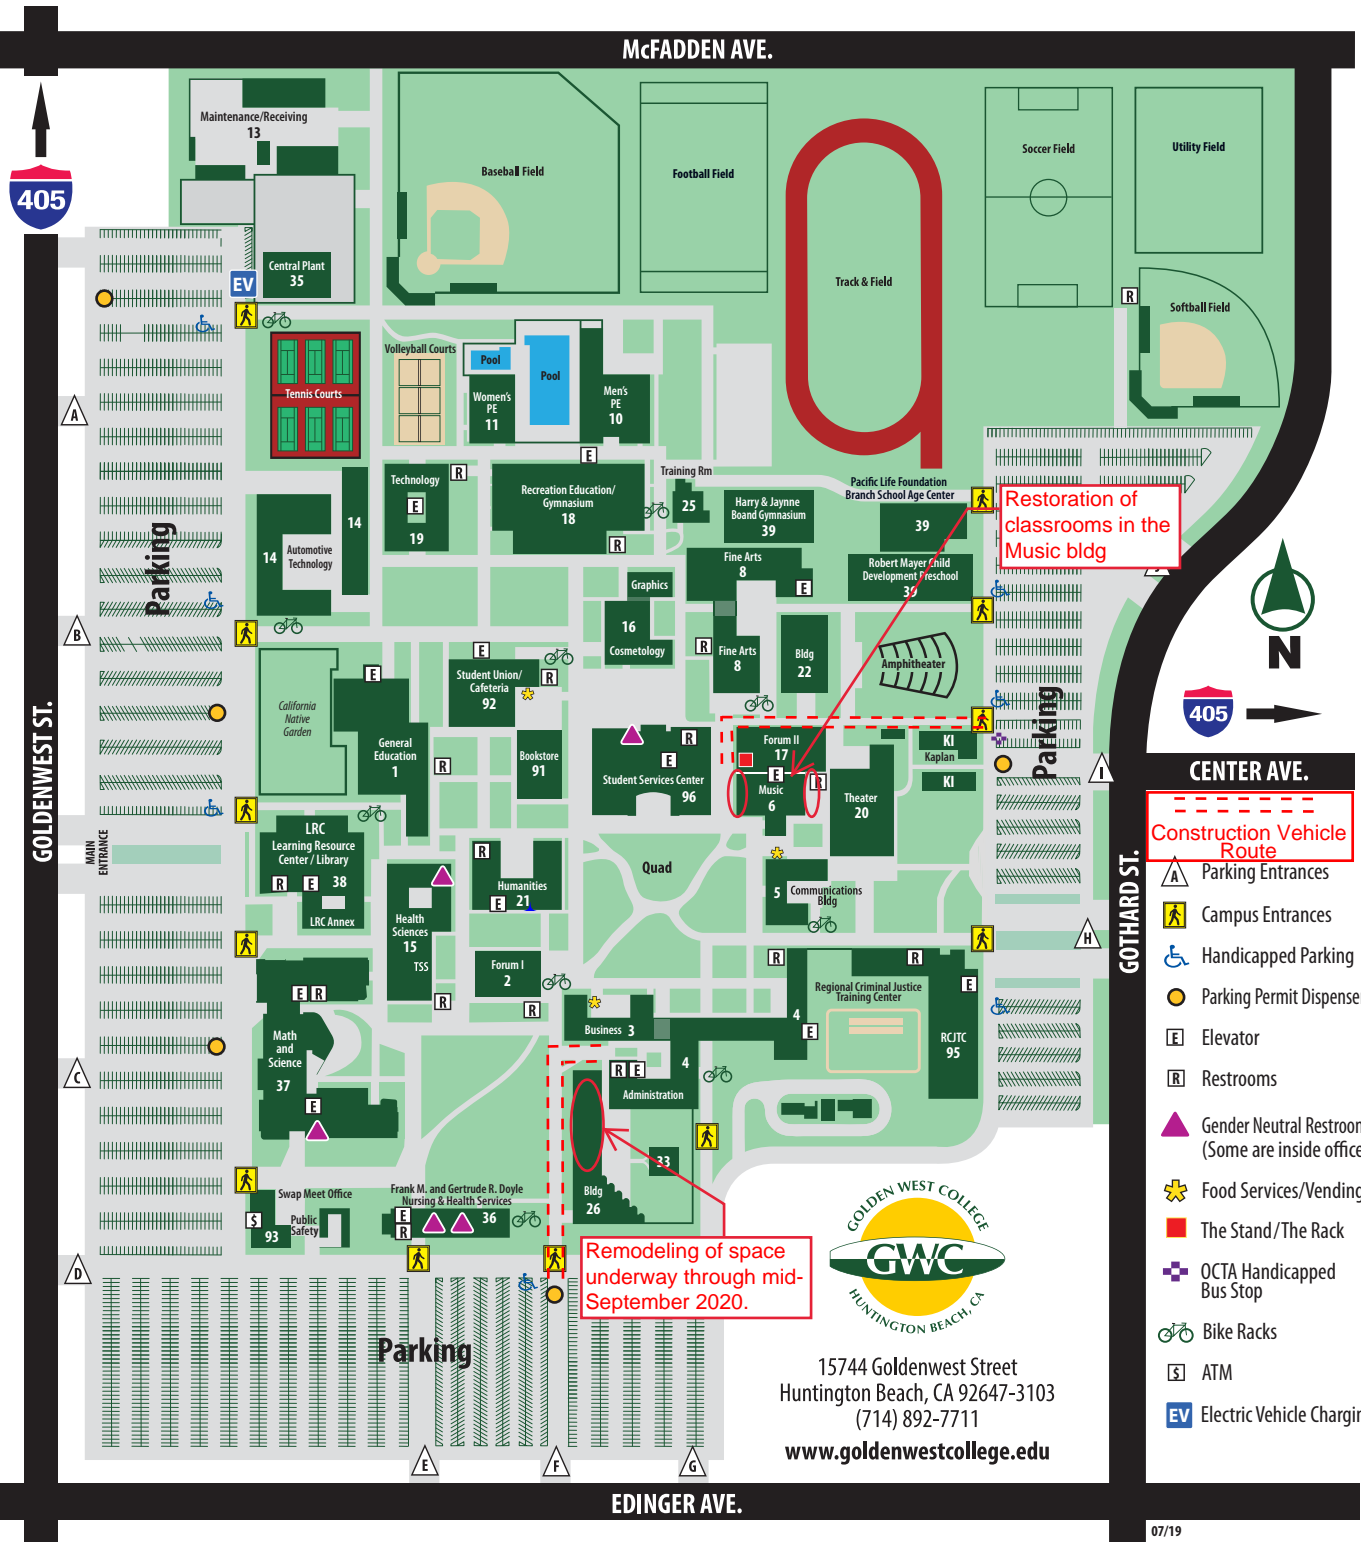 McFADDEN AVE.
405
Maintenance/Receiving
13
Baseball Field
Football Field
Track & Field
Soccer Field
Utility Field
Softball Field
R
Central Plant
35
EV
Tennis Courts
Volleyball Courts
Pool
Pool
Women's
PE
11
Men's
PE
10
E
A
Technology
E
19
R
Recreation Education/
Gymnasium
18
R
Training Rm
25
Harry & Jaynne
Boand Gymnasium
39
Pacific Life Foundation
Branch School Age Center
39
Restoration of
classrooms in the
Music bldg
14
14
Automotive
Technology
Parking
Fine Arts
8
E
Robert Mayer Child
Development Preschool
39
Graphics
16
Cosmetology
R
Fine Arts
8
Bldg
22
Amphitheater
N
405
B
California
Native
Garden
E
General
Education
1
E
Student Union/
Cafeteria
92
R
R
Bookstore
91
R
E
Student Services Center
96
Forum II
17
E
R
Music
6
Theater
20
KI
Kaplan
KI
Parking
I
CENTER AVE.
Construction Vehicle
Route
GOLDENWEST ST.
MAIN
ENTRANCE
LRC
Learning Resource
Center / Library
R
E
38
LRC Annex
Health
Sciences
15
TSS
R
R
Humanities
E
21
Quad
5
Communications
Bldg
GOTHARD ST.
H
A
Parking Entrances
Campus Entrances
Handicapped Parking
Parking Permit Dispenser
E
Elevator
R
Restrooms
Gender Neutral Restroom
(Some are inside office
Food Services/Vending
The Stand/The Rack
OCTA Handicapped
Bus Stop
Bike Racks
$
ATM
EV
Electric Vehicle Chargin
Forum I
2
R
E
R
Math
and
Science
37
E
C
Business 3
R
E
4
Administration
R
R
Regional Criminal Justice
Training Center
4
E
E
RCJTC
95
33
Bldg
26
Swap Meet Office
$
93
Public
Safety
Frank M. and Gertrude R. Doyle
Nursing & Health Services
E
R
36
D
Remodeling of space
underway through mid-
September 2020.
GOLDEN WEST COLLEGE
GWC
HUNTINGTON BEACH, CA
Parking
15744 Goldenwest Street
Huntington Beach, CA 92647-3103
(714) 892-7711
www.goldenwestcollege.edu
E
F
G
EDINGER AVE.
07/19